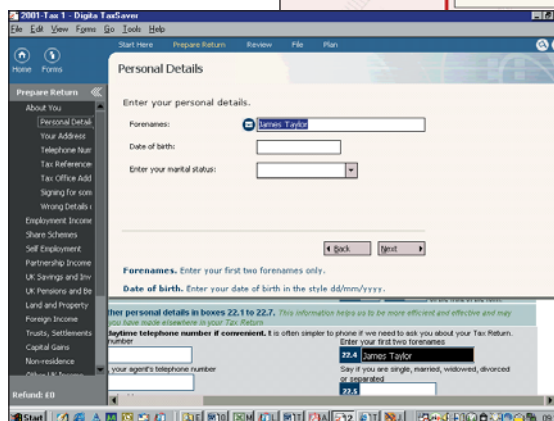 2001-Tax 1 - Digita TaxSaver
File Edit View Forms Go Tools Help
Start Here Prepare Return Review File Plan
Home Forms
Personal Details
Prepare Return
About You
Personal Detail
Your Address
Telephone Num
Tax Reference
Tax Office Add
Signing for som
Wrong Details
Employment Income
Share Schemes
Self Employment
Partnership Income
UK Savings and Inv
UK Pensions and Be
Land and Property
Foreign Income
Trusts, Settlements
Capital Gains
Non-residence
Other UK Income
Refund: £0
Enter your personal details.
Forenames: James Taylor
Date of birth:
Enter your marital status:
Back Next
Forenames. Enter your first two forenames only.
Date of birth. Enter your date of birth in the style dd/mm/yyyy.
ther personal details in boxes 22.1 to 22.7. This information helps us to be more efficient and effective and may
you have made elsewhere in your Tax Return
daytime telephone number if convenient. It is often simpler to phone if we need to ask you about your Tax Return.
number
Enter your first two forenames
22.4 James Taylor
your agent's telephone number
Say if you are single, married, widowed, divorced
or separated
22.5
Start